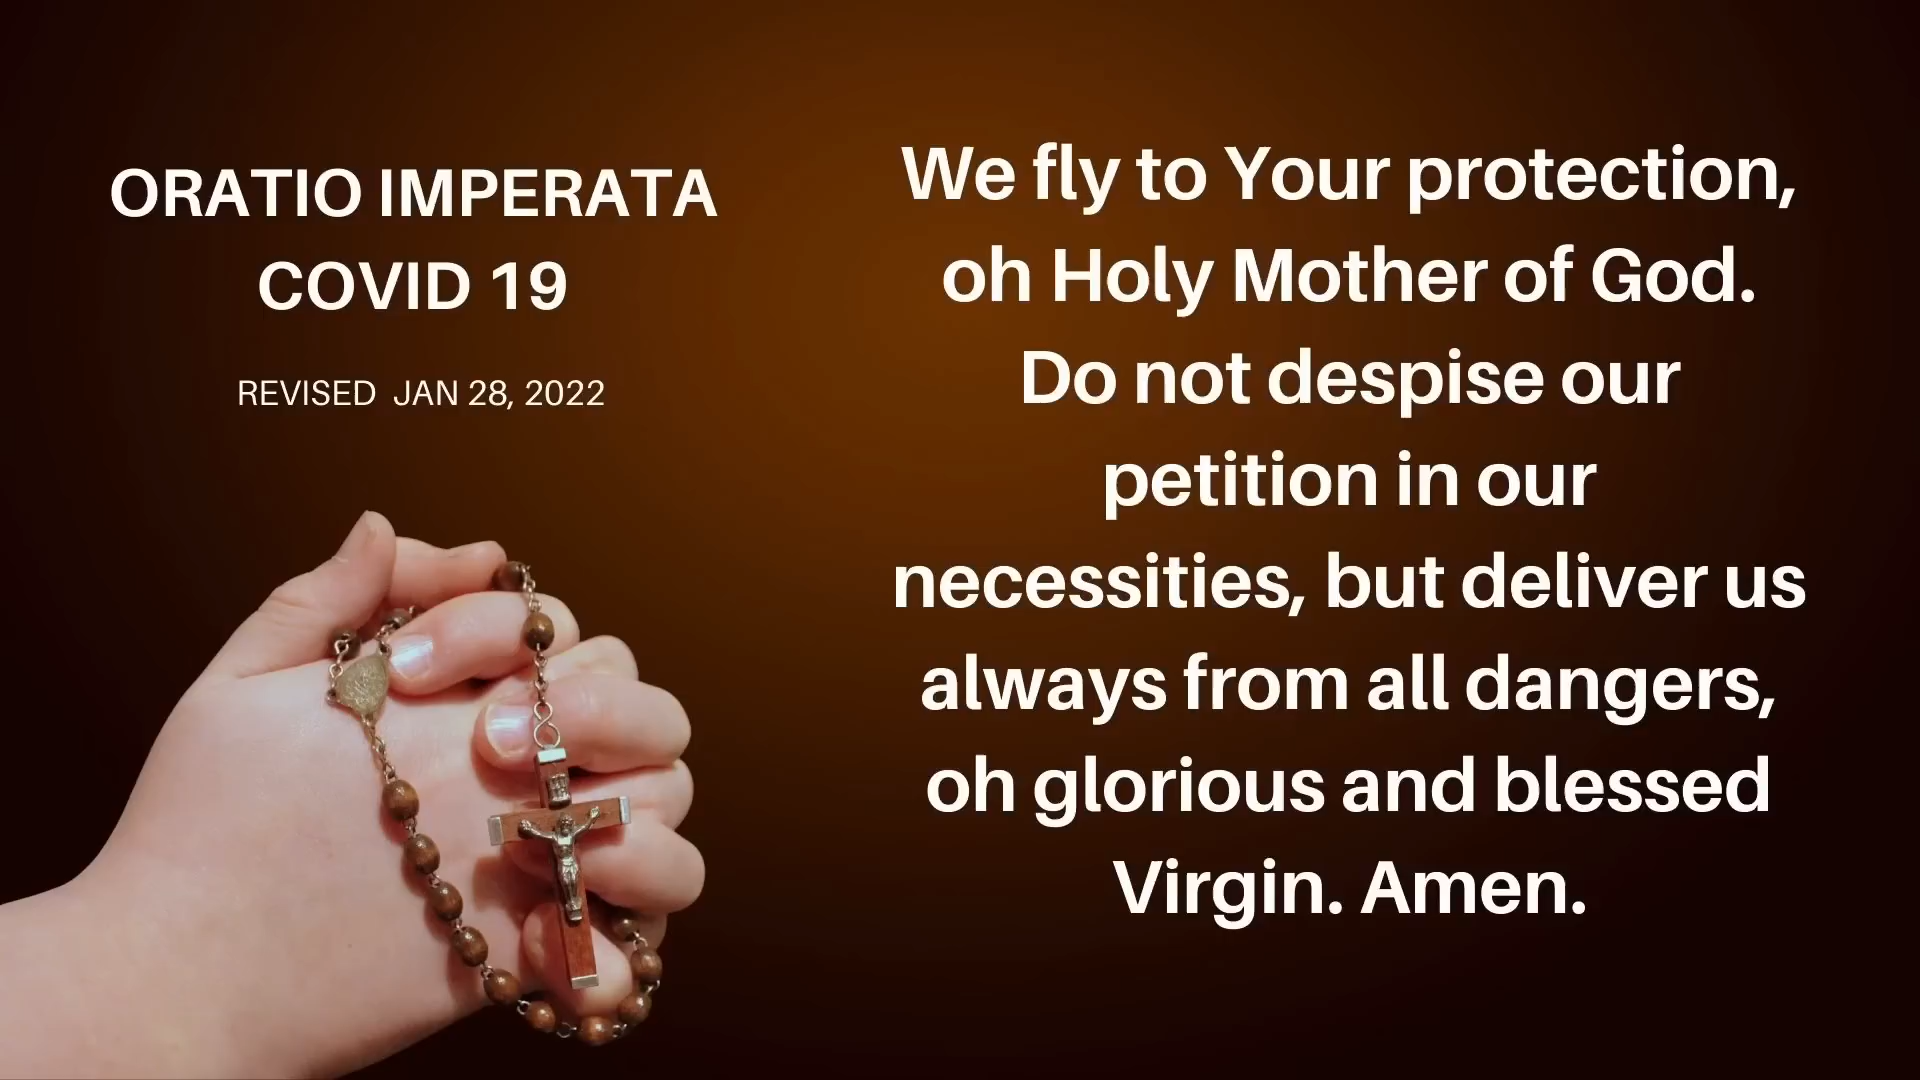 ORATIO IMPERATA
COVID 19
REVISED JAN 28, 2022
We fly to Your protection,
oh Holy Mother of God.
Do not despise our
petition in our
necessities, but deliver us
always from all dangers,
oh glorious and blessed
Virgin. Amen.